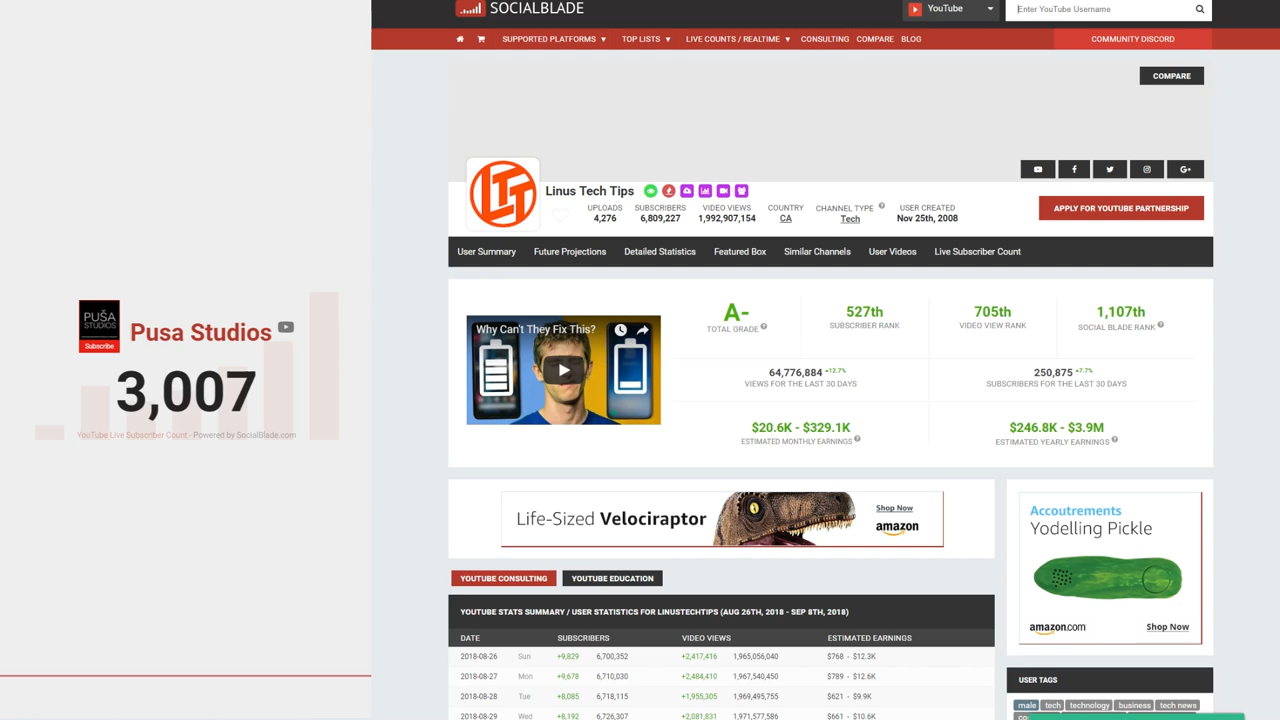 SOCIALBLADE
YouTube
Enter YouTube Username
SUPPORTED PLATFORMS
TOP LISTS
LIVE COUNTS / REALTIME
CONSULTING
COMPARE
BLOG
COMMUNITY DISCORD
COMPARE
LTT
Linus Tech Tips
UPLOADS
4,276
SUBSCRIBERS
6,809,227
VIDEO VIEWS
1,992,907,154
COUNTRY
CA
CHANNEL TYPE
Tech
USER CREATED
Nov 25th, 2008
APPLY FOR YOUTUBE PARTNERSHIP
User Summary
Future Projections
Detailed Statistics
Featured Box
Similar Channels
User Videos
Live Subscriber Count
PUŠA
STUDIOS
Subscribe
Pusa Studios
3,007
YouTube Live Subscriber Count - Powered by SocialBlade.com
Why Can't They Fix This?
A-
TOTAL GRADE
527th
SUBSCRIBER RANK
705th
VIDEO VIEW RANK
1,107th
SOCIAL BLADE RANK
64,776,884 +12.7%
VIEWS FOR THE LAST 30 DAYS
250,875 +7.7%
SUBSCRIBERS FOR THE LAST 30 DAYS
$20.6K - $329.1K
ESTIMATED MONTHLY EARNINGS
$246.8K - $3.9M
ESTIMATED YEARLY EARNINGS
Life-Sized Velociraptor
Shop Now
amazon
Accoutrements
Yodelling Pickle
amazon.com
Shop Now
YOUTUBE CONSULTING
YOUTUBE EDUCATION
YOUTUBE STATS SUMMARY / USER STATISTICS FOR LINUSTECHTIPS (AUG 26TH, 2018 - SEP 8TH, 2018)
DATE SUBSCRIBERS VIDEO VIEWS ESTIMATED EARNINGS
2018-08-26 Sun +9,829 6,700,352 +2,417,416 1,965,056,040 $768 - $12.3K
2018-08-27 Mon +9,678 6,710,030 +2,484,410 1,967,540,450 $789 - $12.6K
2018-08-28 Tue +8,085 6,718,115 +1,955,305 1,969,495,755 $621 - $9.9K
2018-08-29 Wed +8,192 6,726,307 +2,081,831 1,971,577,586 $661 - $10.6K
USER TAGS
male tech technology business tech news